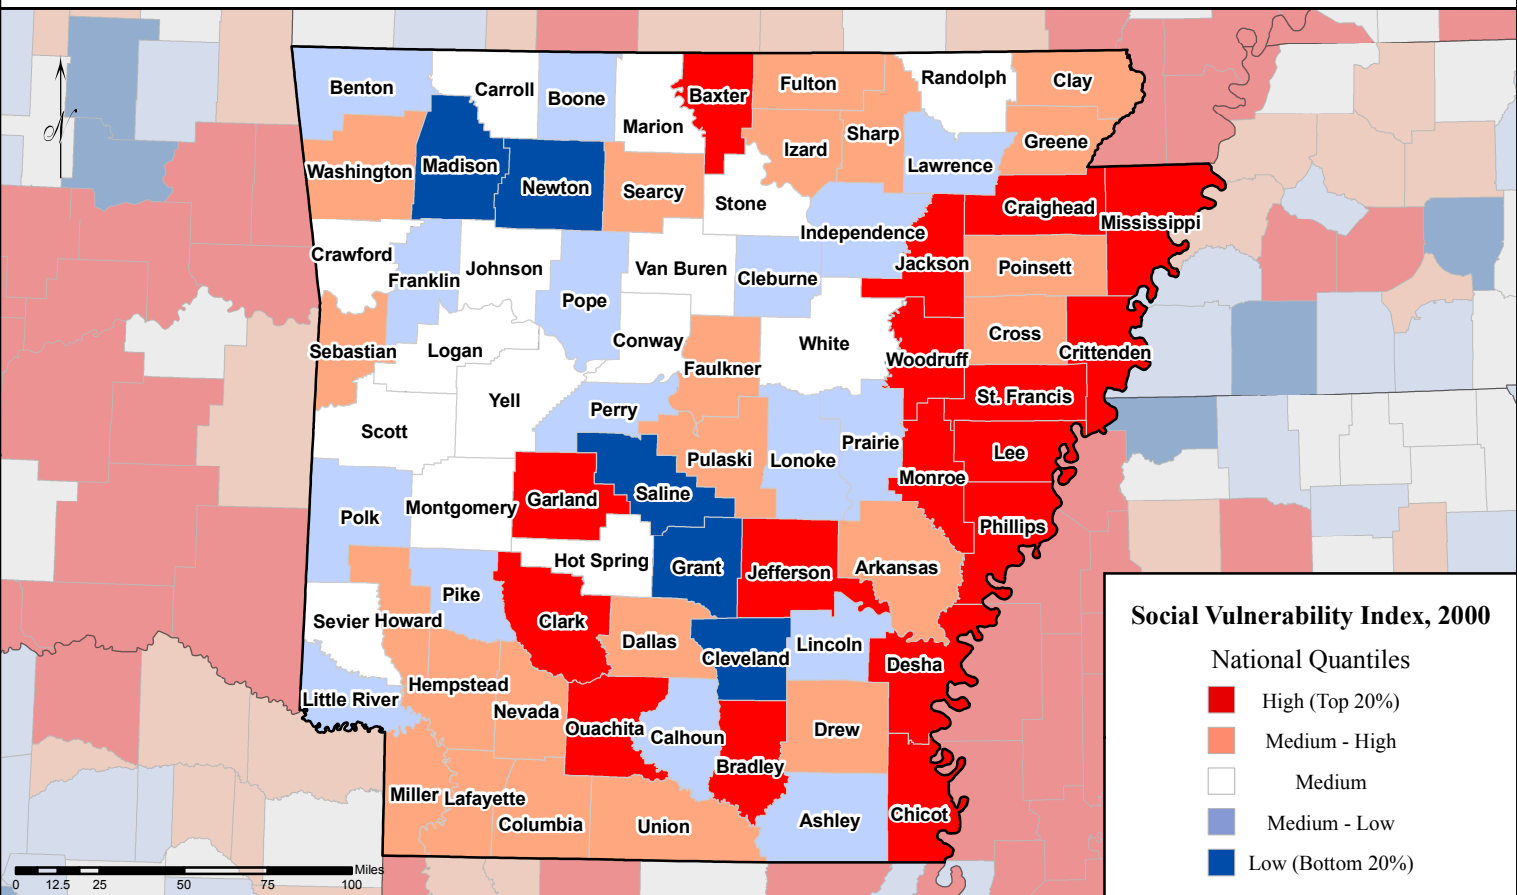 Benton
Carroll
Boone
Marion
Baxter
Fulton
Randolph
Clay
Sharp
Izard
Greene
Lawrence
Washington
Madison
Newton
Searcy
Stone
Craighead
Mississippi
Independence
Crawford
Franklin
Johnson
Van Buren
Cleburne
Jackson
Poinsett
Pope
Sebastian
Logan
Conway
Faulkner
White
Woodruff
Cross
Crittenden
Yell
Perry
St. Francis
Scott
Pulaski
Lonoke
Prairie
Lee
Monroe
Polk
Montgomery
Garland
Saline
Phillips
Hot Spring
Grant
Jefferson
Arkansas
Pike
Sevier
Howard
Clark
Dallas
Cleveland
Lincoln
Desha
Little River
Hempstead
Nevada
Ouachita
Calhoun
Drew
Bradley
Miller
Lafayette
Columbia
Union
Ashley
Chicot
Social Vulnerability Index, 2000
National Quantiles
High (Top 20%)
Medium - High
Medium
Medium - Low
Low (Bottom 20%)
Miles
0 12.5 25 50 75 100